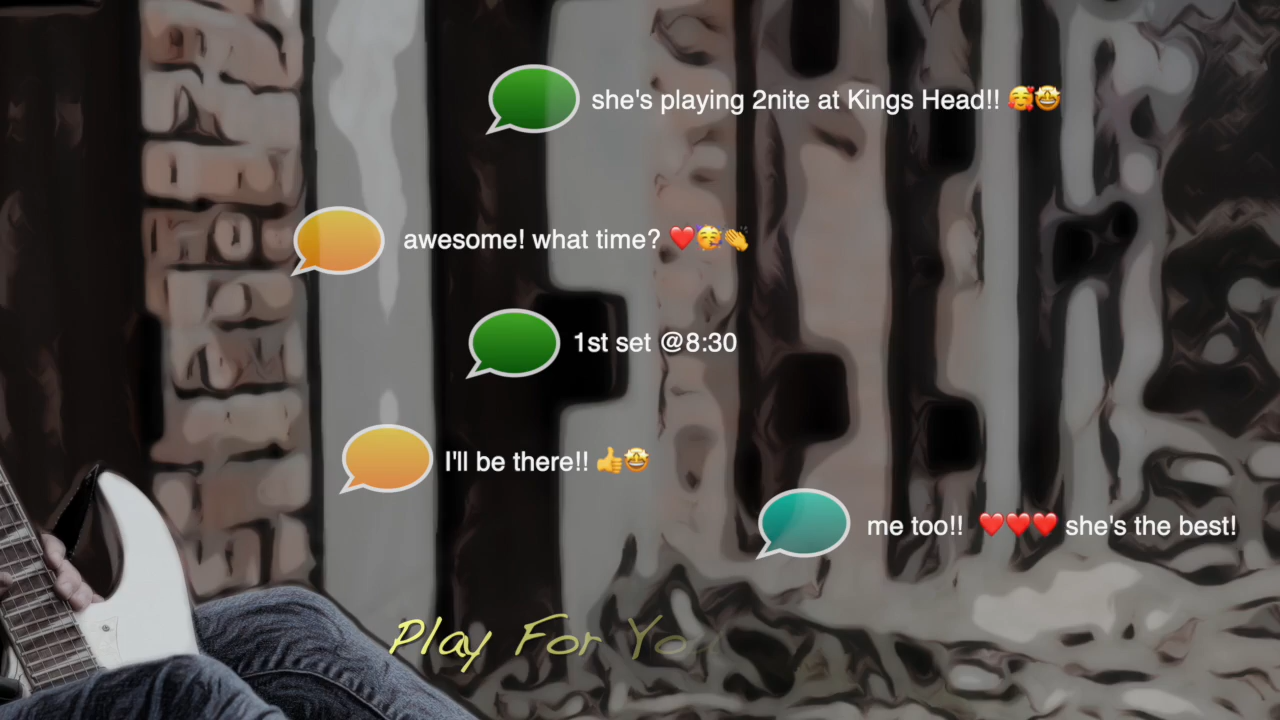 she's playing 2nite at Kings Head!! 🥰🤩
awesome! what time? ❤️🥳👏
1st set @8:30
I'll be there!! 👍🤩
me too!! ❤️❤️❤️ she's the best!
Play For Yo